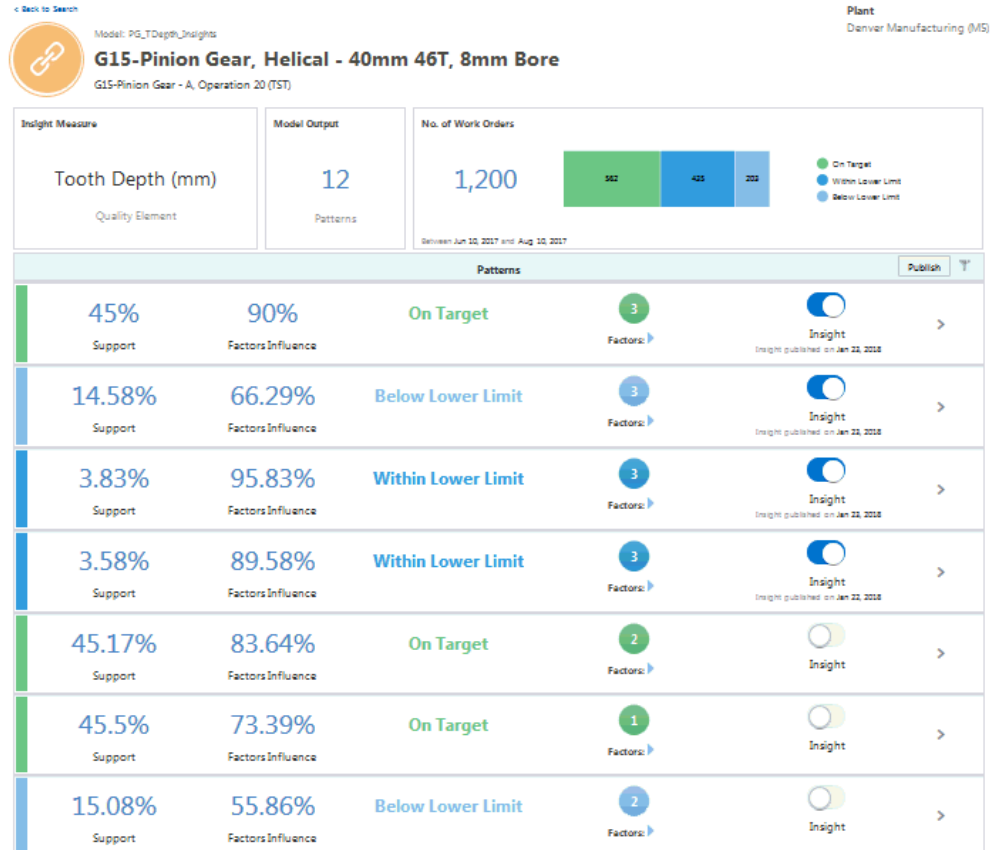 < Back to Search
Plant
Denver Manufacturing (M5)
Model: PG_TDepth_Insights
G15-Pinion Gear, Helical - 40mm 46T, 8mm Bore
G15-Pinion Gear - A, Operation 20 (TST)
Insight Measure
Tooth Depth (mm)
Quality Element
Model Output
12
Patterns
No. of Work Orders
1,200
Between Jun 10, 2017 and Aug 10, 2017
562
435
203
On Target
Within Lower Limit
Below Lower Limit
Patterns
Publish
45% 90% On Target 3
Support Factors Influence Factors: Insight
Insight published on Jan 23, 2018
14.58% 66.29% Below Lower Limit 3
Support Factors Influence Factors: Insight
Insight published on Jan 23, 2018
3.83% 95.83% Within Lower Limit 3
Support Factors Influence Factors: Insight
Insight published on Jan 23, 2018
3.58% 89.58% Within Lower Limit 3
Support Factors Influence Factors: Insight
Insight published on Jan 23, 2018
45.17% 83.64% On Target 2
Support Factors Influence Factors: Insight
45.5% 73.39% On Target 1
Support Factors Influence Factors: Insight
15.08% 55.86% Below Lower Limit 2
Support Factors Influence Factors: Insight